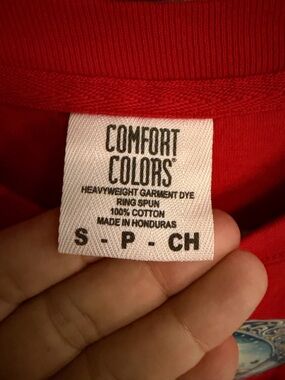 COMFORT
COLORS®
HEAVYWEIGHT GARMENT DYE
RING SPUN
100% COTTON
MADE IN HONDURAS
S - P - CH